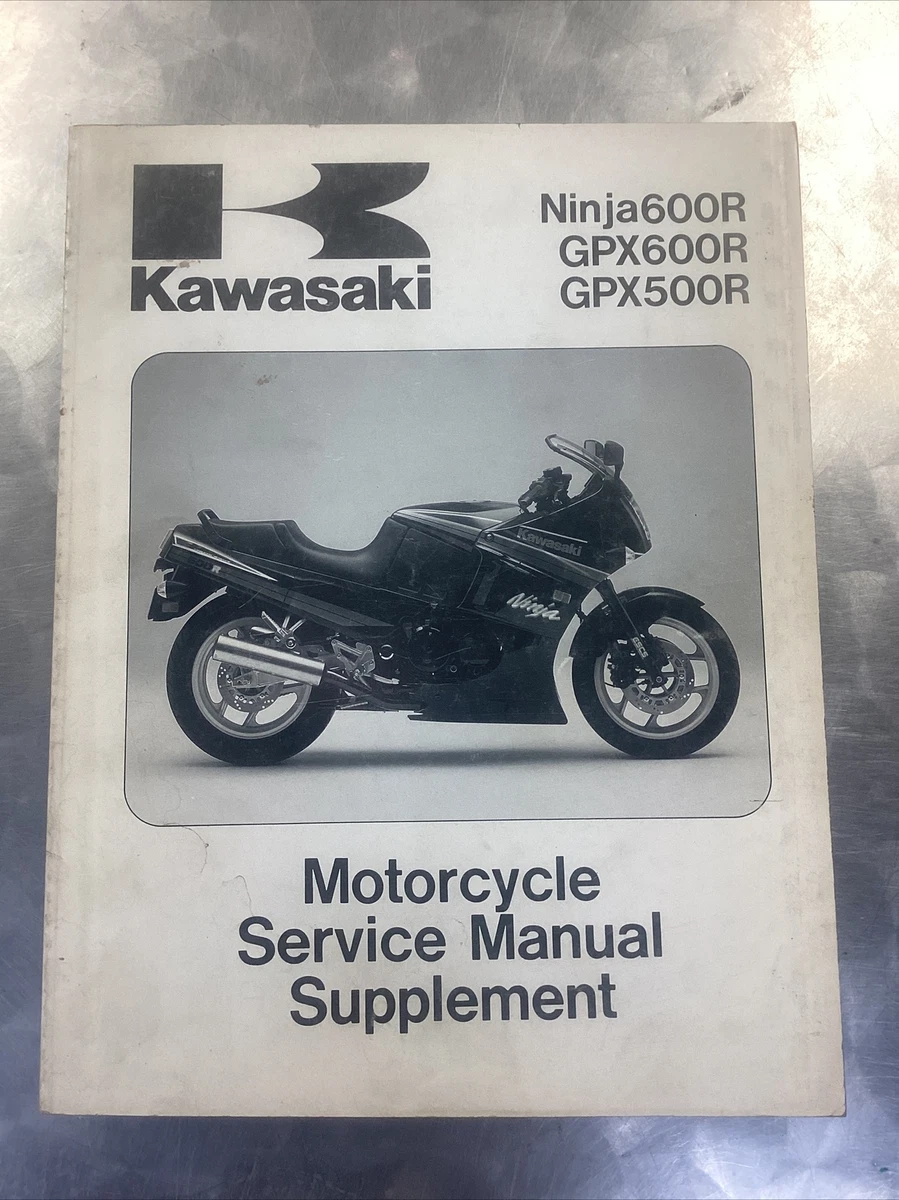 Kawasaki
Ninja600R
GPX600R
GPX500R
Kawasaki
Ninja
Motorcycle
Service Manual
Supplement